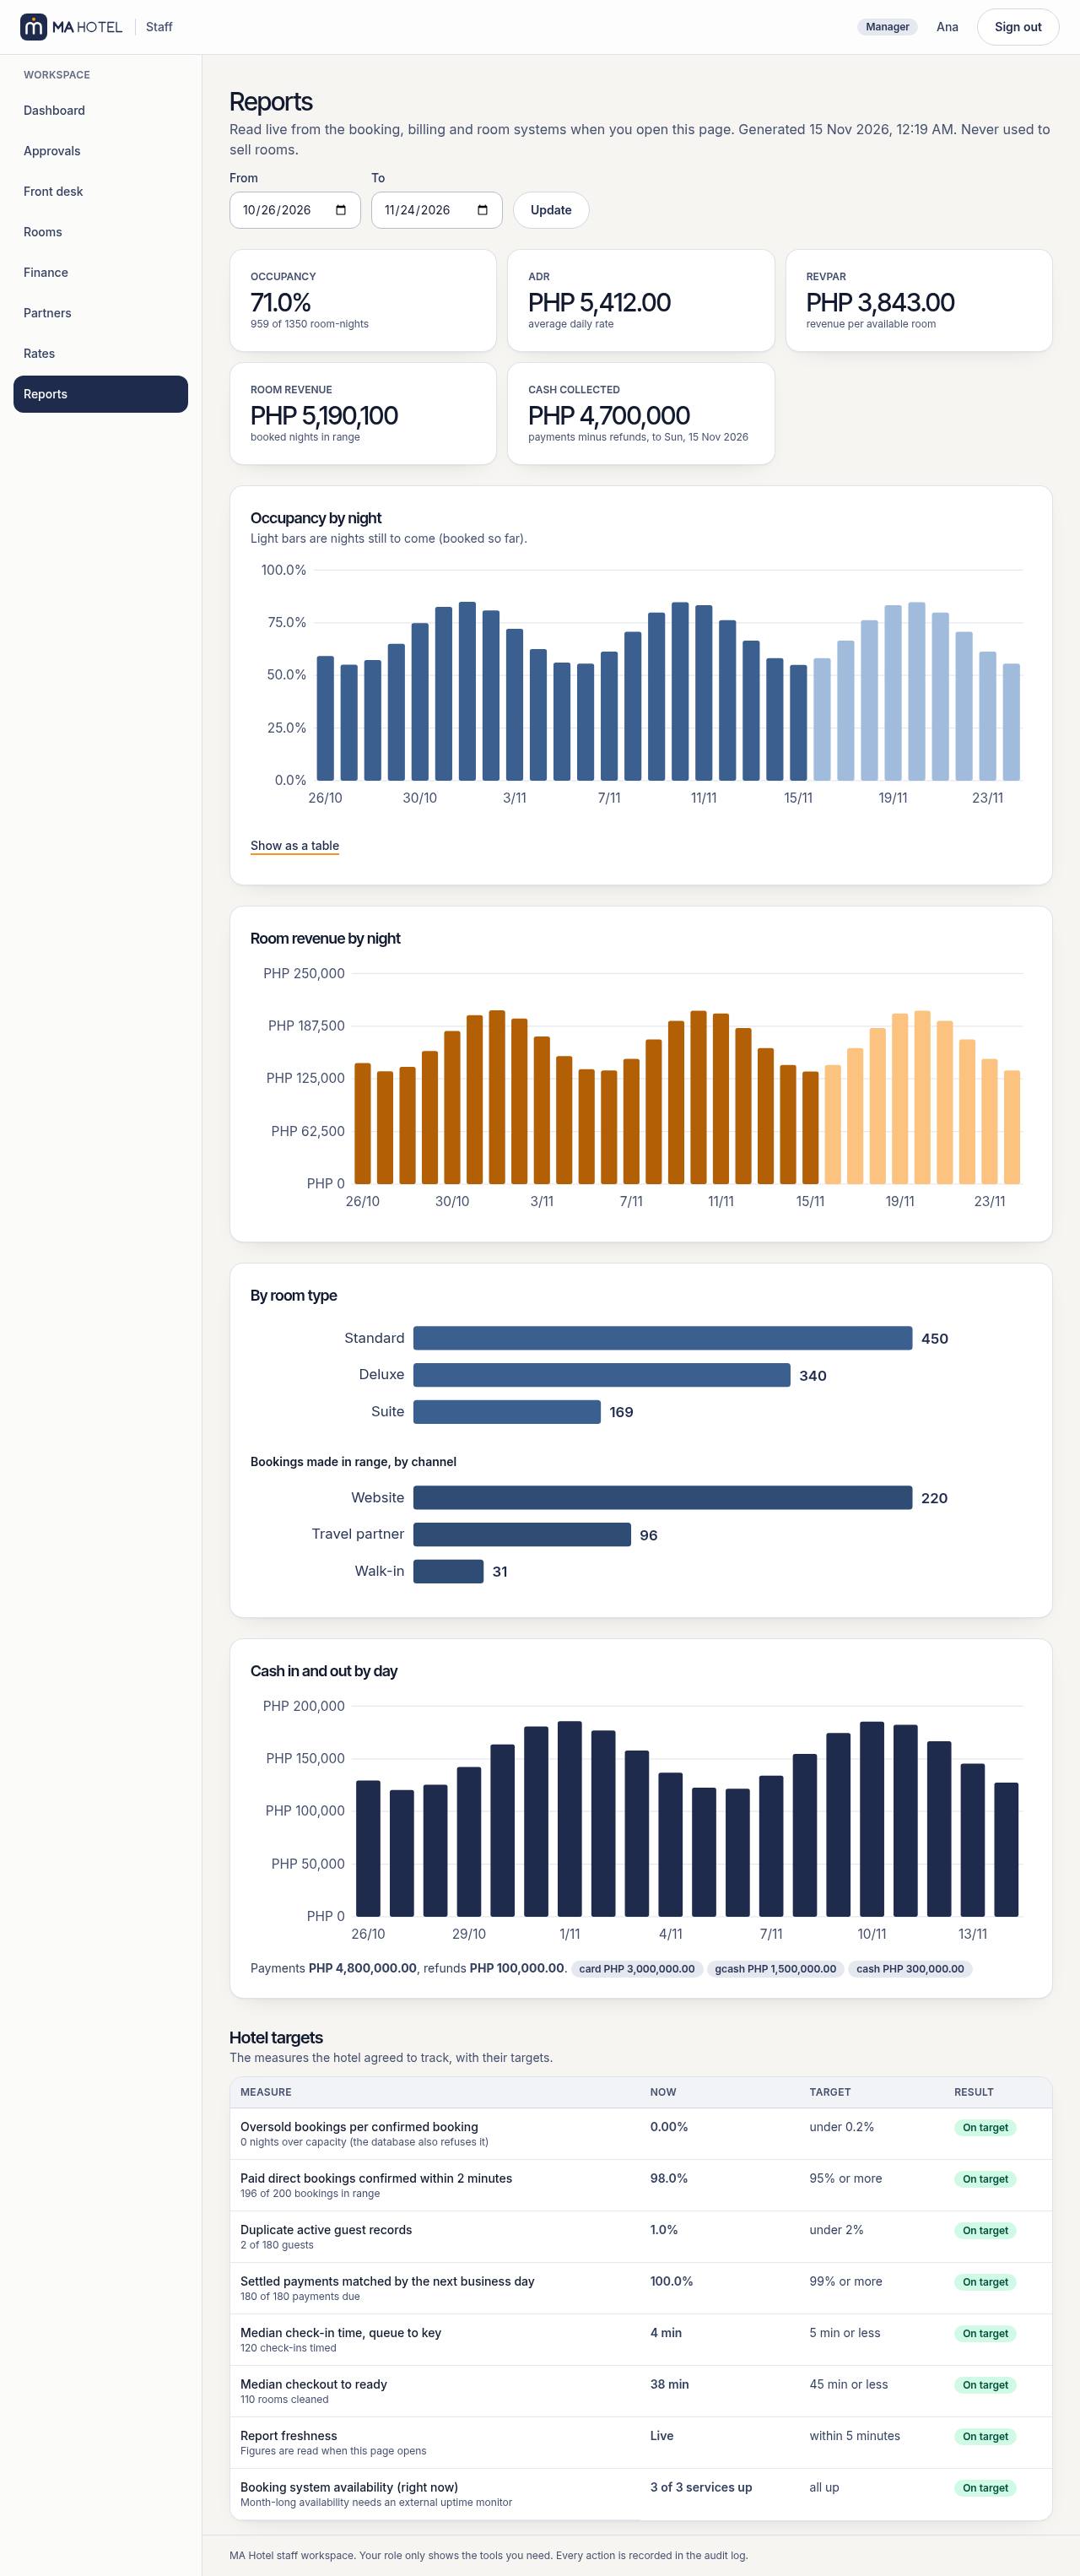 MA HOTEL
Staff
Manager
Ana
Sign out
WORKSPACE
Dashboard
Approvals
Front desk
Rooms
Finance
Partners
Rates
Reports
Reports
Read live from the booking, billing and room systems when you open this page. Generated 15 Nov 2026, 12:19 AM. Never used to
sell rooms.
From
To
10/26/2026
11/24/2026
Update
OCCUPANCY
71.0%
959 of 1350 room-nights
ADR
PHP 5,412.00
average daily rate
REVPAR
PHP 3,843.00
revenue per available room
ROOM REVENUE
PHP 5,190,100
booked nights in range
CASH COLLECTED
PHP 4,700,000
payments minus refunds, to Sun, 15 Nov 2026
Occupancy by night
Light bars are nights still to come (booked so far).
100.0%
75.0%
50.0%
25.0%
0.0%
26/10 30/10 3/11 7/11 11/11 15/11 19/11 23/11
Show as a table
Room revenue by night
PHP 250,000
PHP 187,500
PHP 125,000
PHP 62,500
PHP 0
26/10 30/10 3/11 7/11 11/11 15/11 19/11 23/11
By room type
Standard 450
Deluxe 340
Suite 169
Bookings made in range, by channel
Website 220
Travel partner 96
Walk-in 31
Cash in and out by day
PHP 200,000
PHP 150,000
PHP 100,000
PHP 50,000
PHP 0
26/10 29/10 1/11 4/11 7/11 10/11 13/11
Payments PHP 4,800,000.00, refunds PHP 100,000.00. card PHP 3,000,000.00 gcash PHP 1,500,000.00 cash PHP 300,000.00
Hotel targets
The measures the hotel agreed to track, with their targets.
MEASURE NOW TARGET RESULT
Oversold bookings per confirmed booking 0.00% under 0.2% On target
0 nights over capacity (the database also refuses it)
Paid direct bookings confirmed within 2 minutes 98.0% 95% or more On target
196 of 200 bookings in range
Duplicate active guest records 1.0% under 2% On target
2 of 180 guests
Settled payments matched by the next business day 100.0% 99% or more On target
180 of 180 payments due
Median check-in time, queue to key 4 min 5 min or less On target
120 check-ins timed
Median checkout to ready 38 min 45 min or less On target
110 rooms cleaned
Report freshness Live within 5 minutes On target
Figures are read when this page opens
Booking system availability (right now) 3 of 3 services up all up On target
Month-long availability needs an external uptime monitor
MA Hotel staff workspace. Your role only shows the tools you need. Every action is recorded in the audit log.